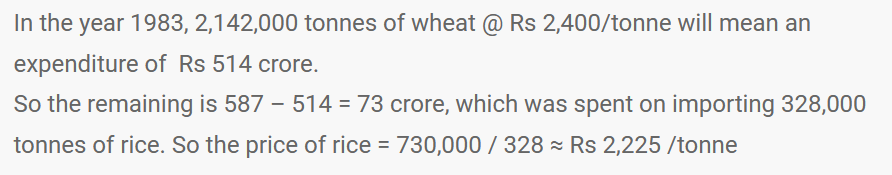 In the year 1983, 2,142,000 tonnes of wheat @ Rs 2,400/tonne will mean an
expenditure of  Rs 514 crore.
So the remaining is 587 – 514 = 73 crore, which was spent on importing 328,000
tonnes of rice. So the price of rice = 730,000 / 328 ≈ Rs 2,225 /tonne